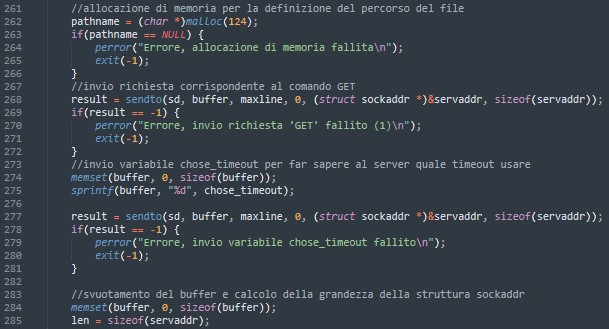 261 //allocazione di memoria per la definizione del percorso del file
262 pathname = (char *)malloc(124);
263 if(pathname == NULL) {
264 perror("Errore, allocazione di memoria fallita\n");
265 exit(-1);
266 }
267 //invio richiesta corrispondente al comando GET
268 result = sendto(sd, buffer, maxline, 0, (struct sockaddr *)&servaddr, sizeof(servaddr));
269 if(result == -1) {
270 perror("Errore, invio richiesta 'GET' fallito (1)\n");
271 exit(-1);
272 }
273 //invio variabile chose_timeout per far sapere al server quale timeout usare
274 memset(buffer, 0, sizeof(buffer));
275 sprintf(buffer, "%d", chose_timeout);
276
277 result = sendto(sd, buffer, maxline, 0, (struct sockaddr *)&servaddr, sizeof(servaddr));
278 if(result == -1) {
279 perror("Errore, invio variabile chose_timeout fallito\n");
280 exit(-1);
281 }
282
283 //svuotamento del buffer e calcolo della grandezza della struttura sockaddr
284 memset(buffer, 0, sizeof(buffer));
285 len = sizeof(servaddr);